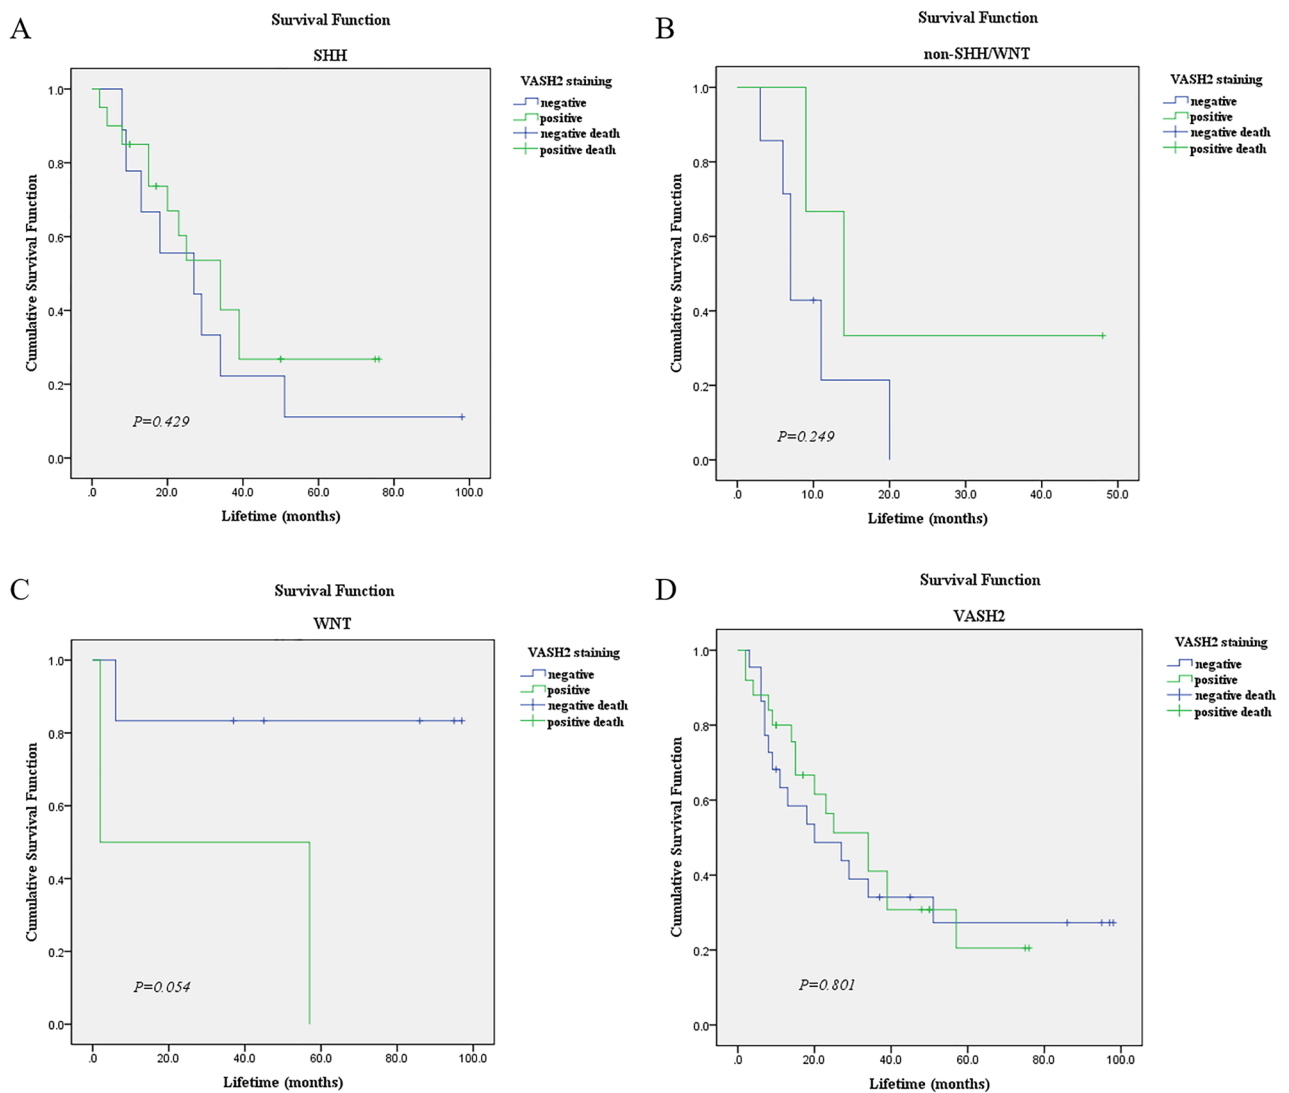 A
Survival Function
SHH
1.0
0.8
0.6
0.4
0.2
0.0
Cumulative Survival Function
P=0.429
.0 20.0 40.0 60.0 80.0 100.0
Lifetime (months)
VASH2 staining
negative
positive
negative death
positive death
B
Survival Function
non-SHH/WNT
1.0
0.8
0.6
0.4
0.2
0.0
Cumulative Survival Function
P=0.249
.0 10.0 20.0 30.0 40.0 50.0
Lifetime (months)
VASH2 staining
negative
positive
negative death
positive death
C
Survival Function
WNT
1.0
0.8
0.6
0.4
0.2
0.0
Cumulative Survival Function
P=0.054
.0 20.0 40.0 60.0 80.0 100.0
Lifetime (months)
VASH2 staining
negative
positive
negative death
positive death
D
Survival Function
VASH2
1.0
0.8
0.6
0.4
0.2
0.0
Cumulative Survival Function
P=0.801
.0 20.0 40.0 60.0 80.0 100.0
Lifetime (months)
VASH2 staining
negative
positive
negative death
positive death